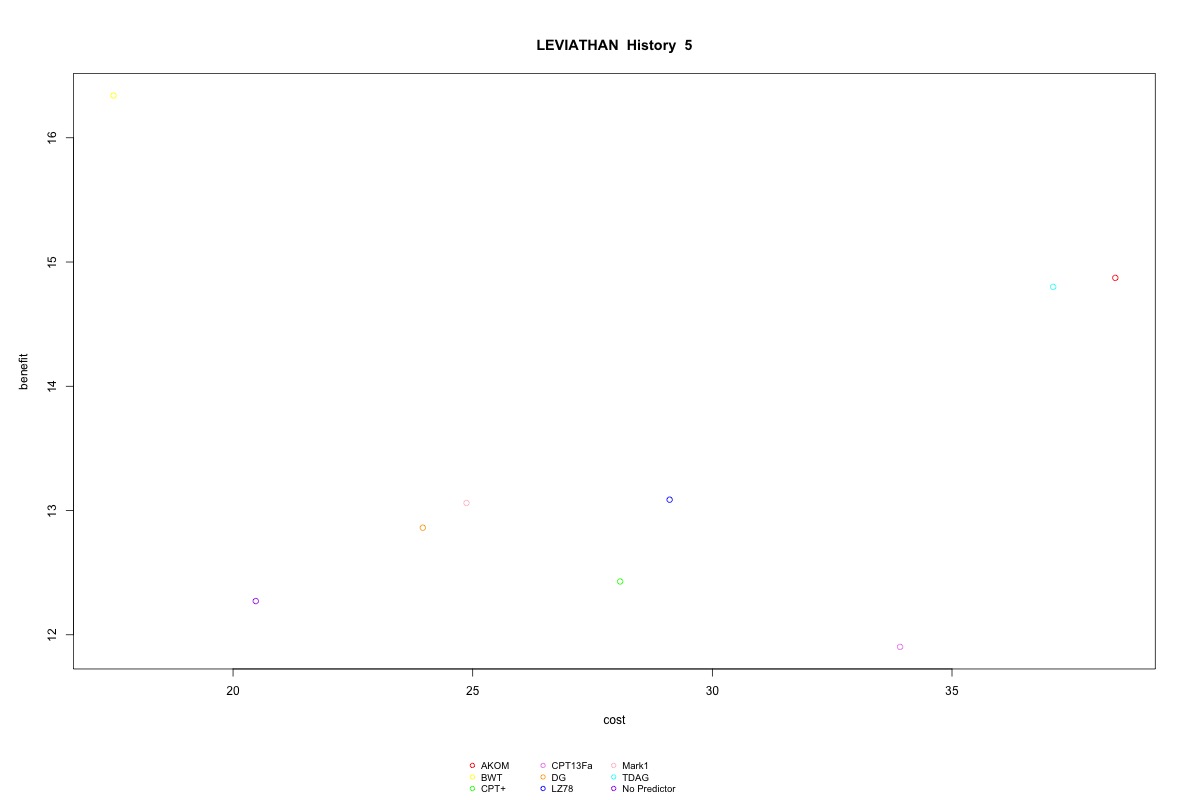 LEVIATHAN  History  5
benefit
16
15
14
13
12
20 25 30 35
cost
AKOM CPT13Fa Mark1
BWT DG TDAG
CPT+ LZ78 No Predictor